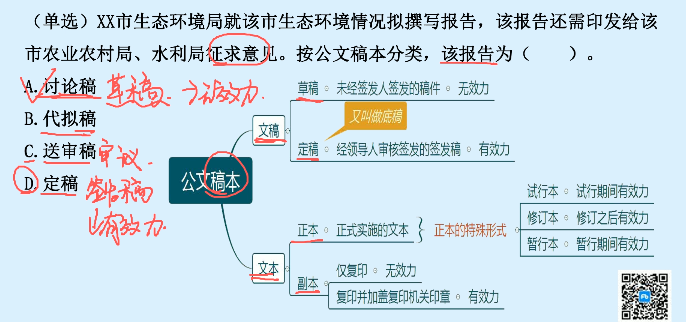 （单选）XX市生态环境局就该市生态环境情况拟撰写报告，该报告还需印发给该
市农业农村局、水利局征求意见。按公文稿本分类，该报告为（　　）。
A.讨论稿 草稿 无效力.
B.代拟稿
C.送审稿 审议.
D.定稿 签发稿
有效力.
公文稿本
文稿
草稿 未经签发人签发的稿件 无效力
又叫做底稿
定稿 经领导人审核签发的签发稿 有效力
文本
正本 正式实施的文本 正本的特殊形式
试行本 试行期间有效力
修订本 修订之后有效力
暂行本 暂行期间有效力
副本
仅复印 无效力
复印并加盖复印机关印章 有效力